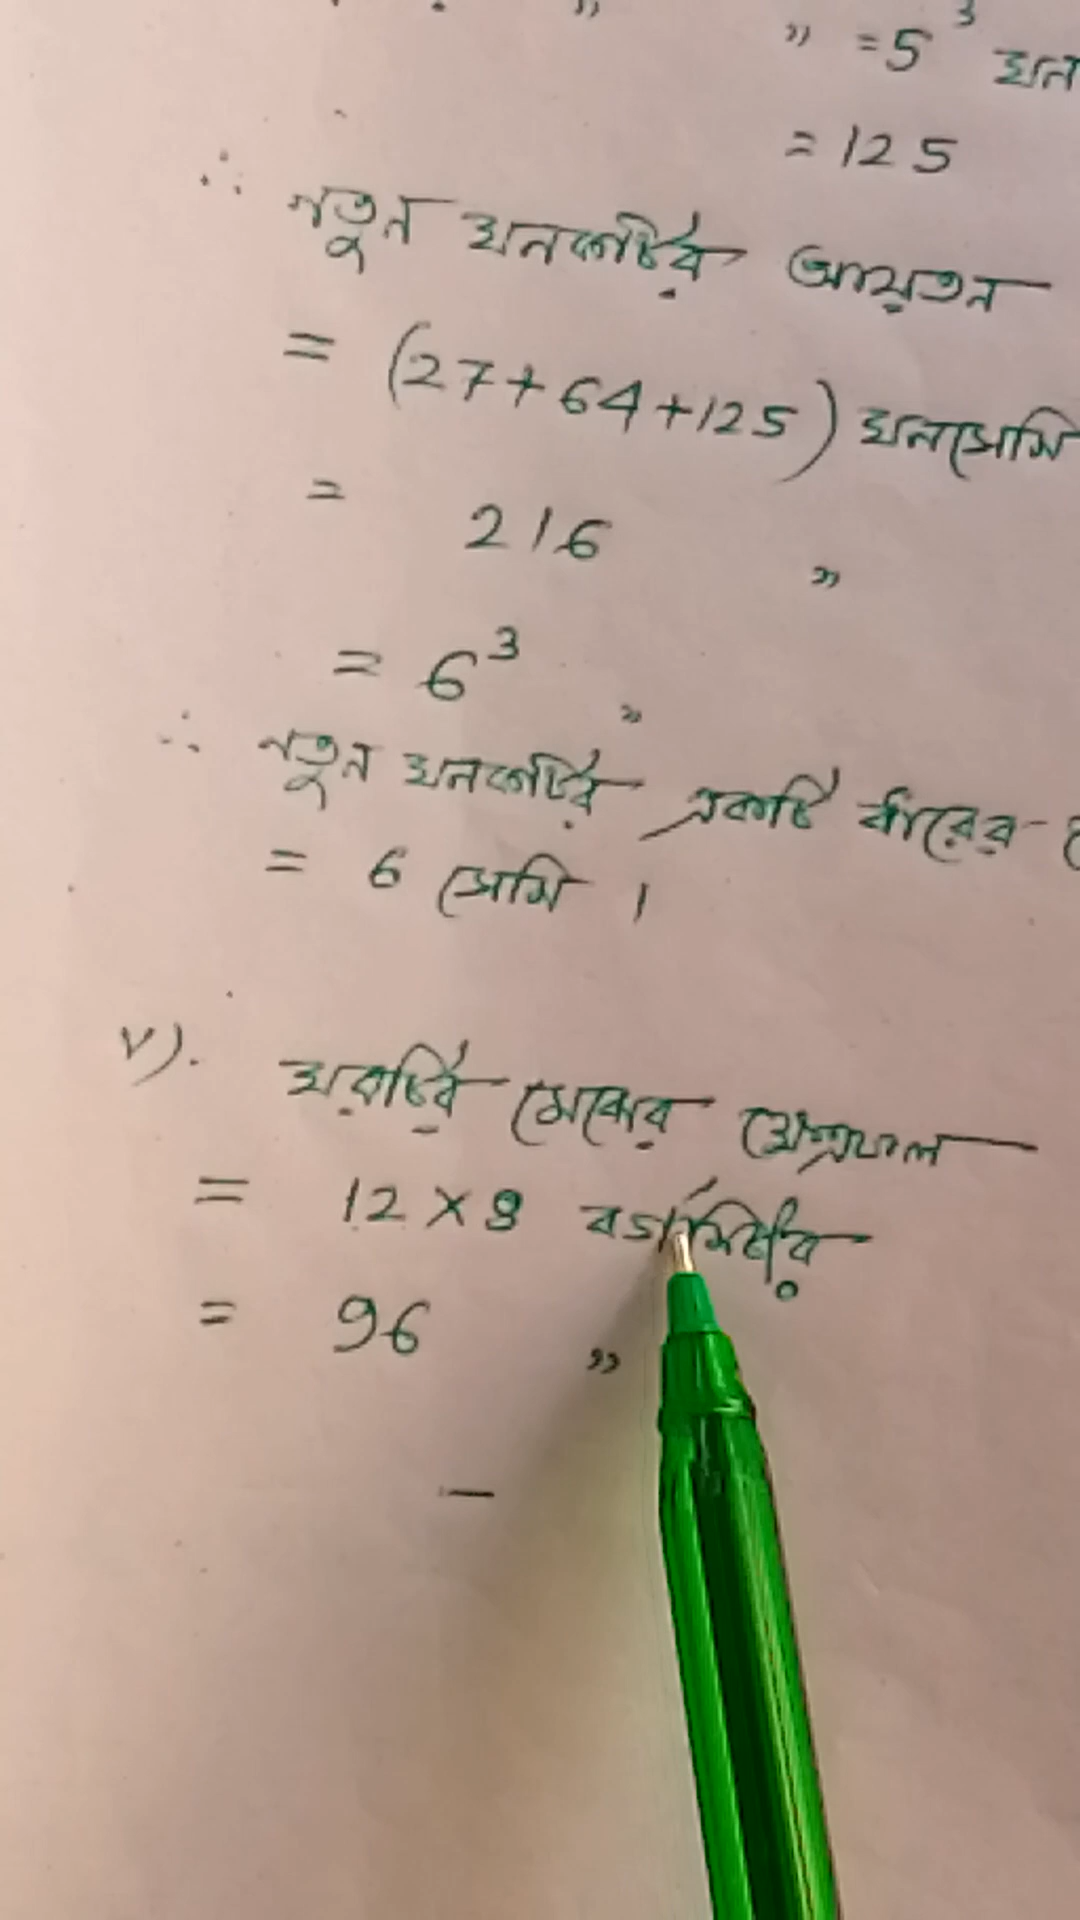 "
" = 5³ ঘন
= 125
∴ নতুন ঘনকটির আয়তন
= (27+64+125) ঘনসেমি
= 216 "
= 6³ "
∴ নতুন ঘনকটির একটি ধারের
= 6 সেমি ।
v). ঘরটির মেঝের ক্ষেত্রফল
= 12 × 8 বর্গমিটার
= 96 "